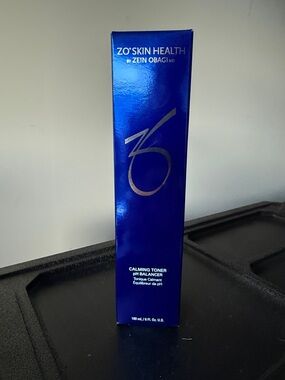 ZO® SKIN HEALTH
BY ZEIN OBAGI MD
CALMING TONER
pH BALANCER
Tonique Calmant
Équilibreur de pH
180 mL / 6 Fl. Oz. U.S.